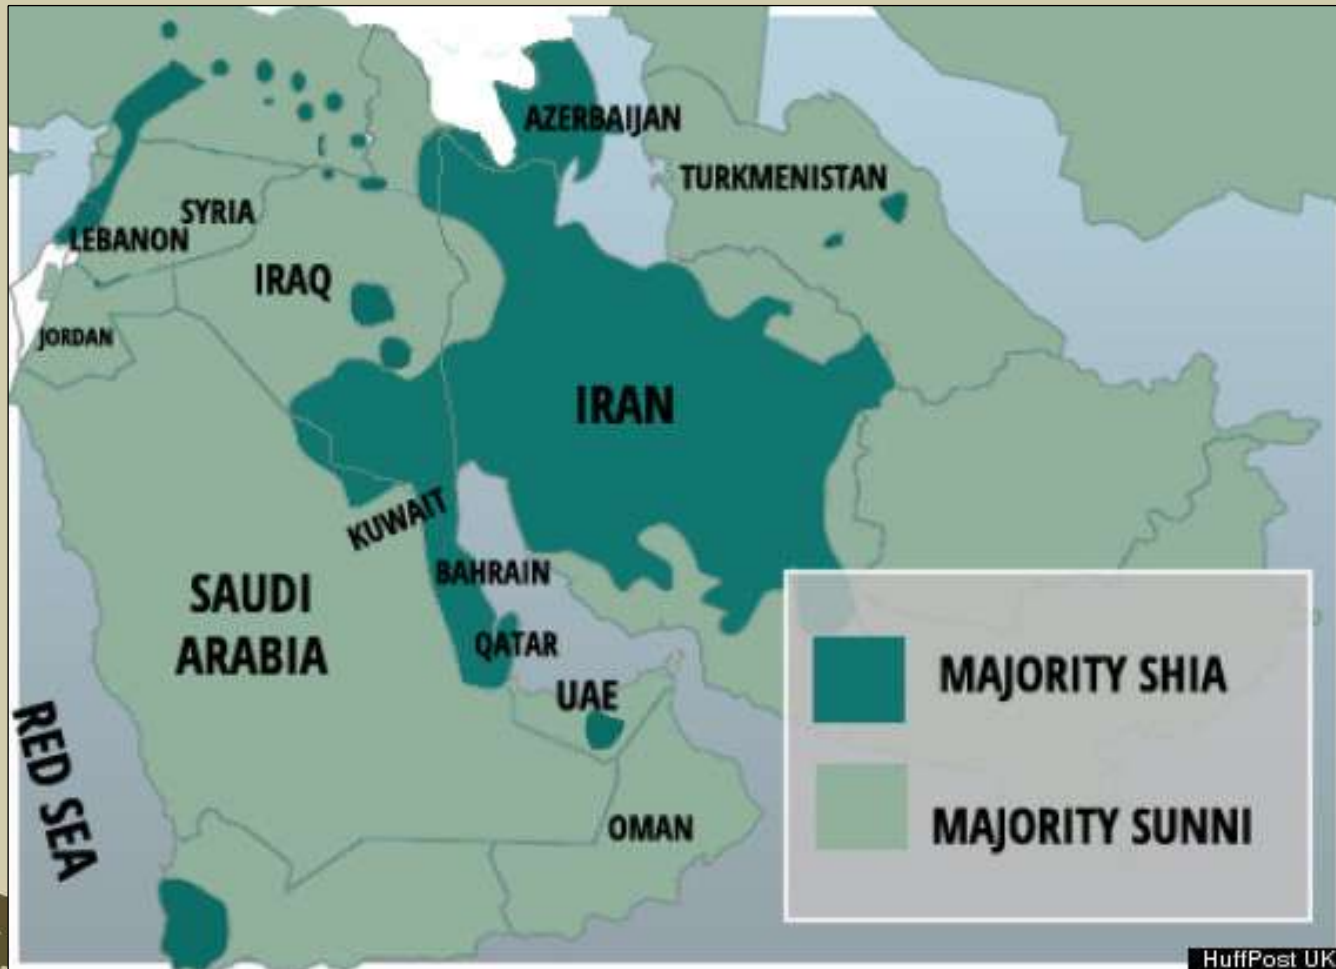 AZERBAIJAN
TURKMENISTAN
SYRIA
LEBANON
IRAQ
JORDAN
IRAN
KUWAIT
BAHRAIN
SAUDI
ARABIA
QATAR
UAE
RED SEA
OMAN
MAJORITY SHIA
MAJORITY SUNNI
HuffPost UK